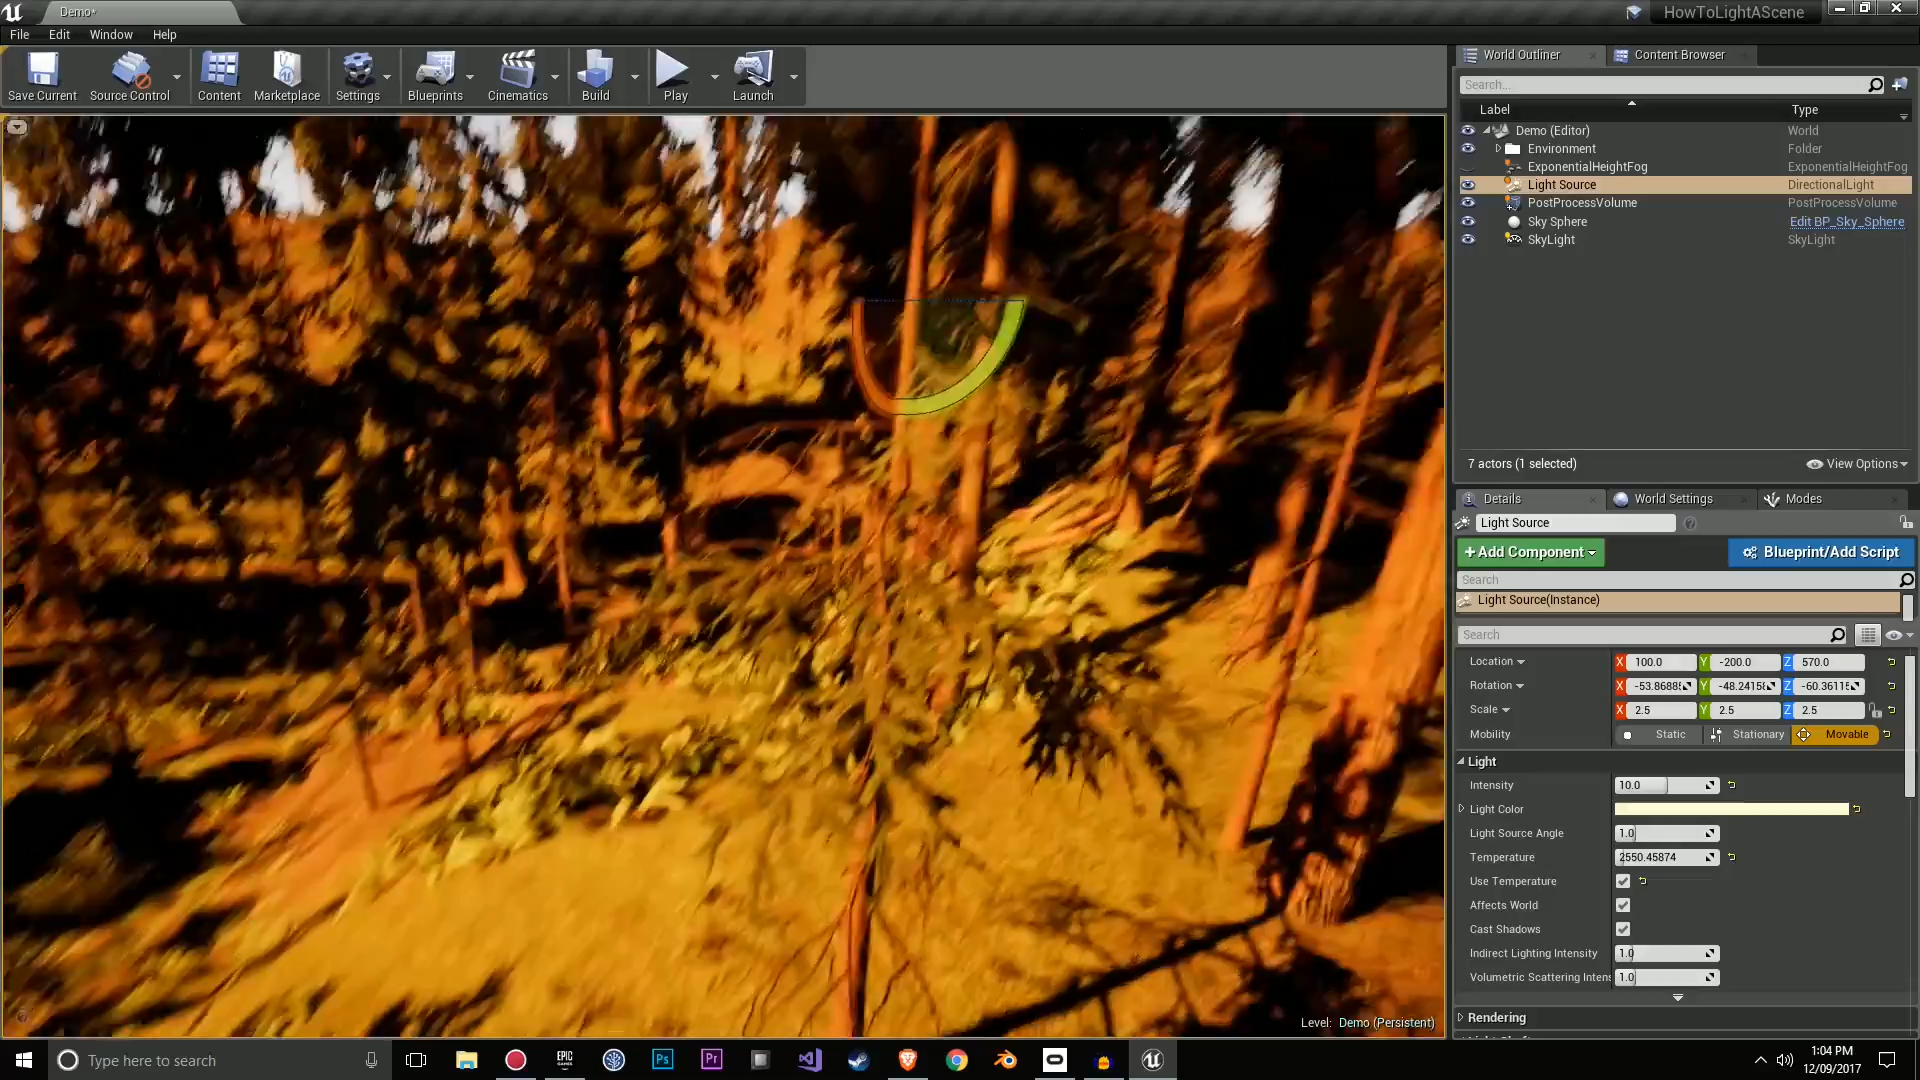 Demo*
HowToLightAScene
File Edit Window Help
Save Current Source Control Content Marketplace Settings Blueprints Cinematics Build Play Launch
World Outliner Content Browser
Search...
Label Type
Demo (Editor) World
Environment Folder
ExponentialHeightFog ExponentialHeightFog
Light Source DirectionalLight
PostProcessVolume PostProcessVolume
Sky Sphere Edit BP_Sky_Sphere
SkyLight SkyLight
7 actors (1 selected) View Options
Details World Settings Modes
Light Source
+Add Component Blueprint/Add Script
Search
Light Source(Instance)
Search
Location X 100.0 Y -200.0 Z 570.0
Rotation X Y Z
Scale X 2.5 Y 2.5 Z 2.5
Mobility Static Stationary Movable
Light
Intensity 10.0
Light Color
Light Source Angle 1.0
Temperature 2550.45874
Use Temperature
Affects World
Cast Shadows
Indirect Lighting Intensity 1.0
Volumetric Scattering Intens 1.0
Rendering
Level: Demo (Persistent)
Type here to search
EPIC GAMES
Ps
Pr
1:04 PM
12/09/2017